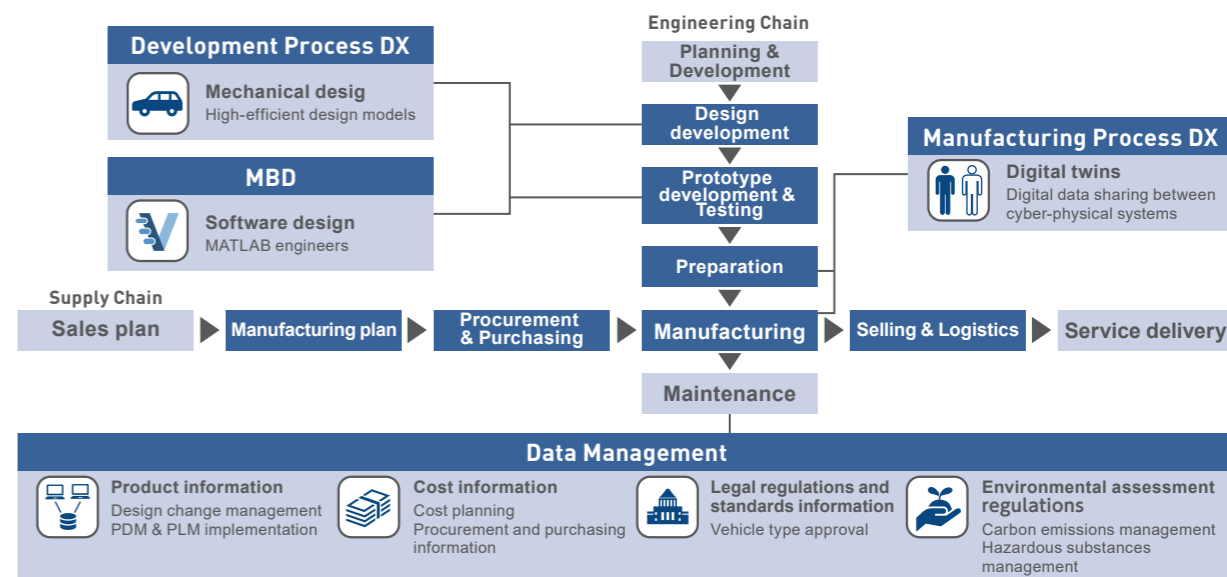 Engineering Chain
Development Process DX
Mechanical desig
High-efficient design models
MBD
Software design
MATLAB engineers
Planning &
Development
Design
development
Prototype
development &
Testing
Preparation
Manufacturing Process DX
Digital twins
Digital data sharing between
cyber-physical systems
Supply Chain
Sales plan
Manufacturing plan
Procurement
& Purchasing
Manufacturing
Selling & Logistics
Service delivery
Maintenance
Data Management
Product information
Design change management
PDM & PLM implementation
Cost information
Cost planning
Procurement and purchasing
information
Legal regulations and
standards information
Vehicle type approval
Environmental assessment
regulations
Carbon emissions management
Hazardous substances
management